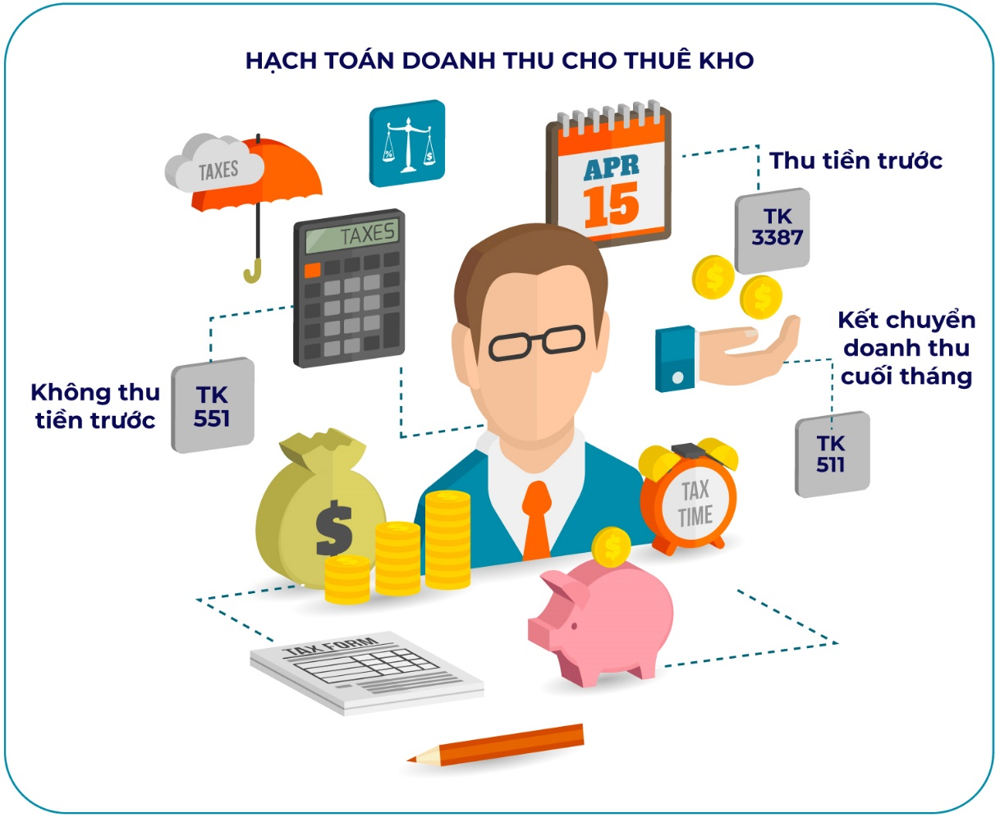 HẠCH TOÁN DOANH THU CHO THUÊ KHO
TAXES
%
$
APR
15
Thu tiền trước
TK
3387
TAXES
$
$
Kết chuyển
doanh thu
cuối tháng
Không thu
tiền trước
TK
551
TK
511
$
TAX
TIME
$
TAX FORM